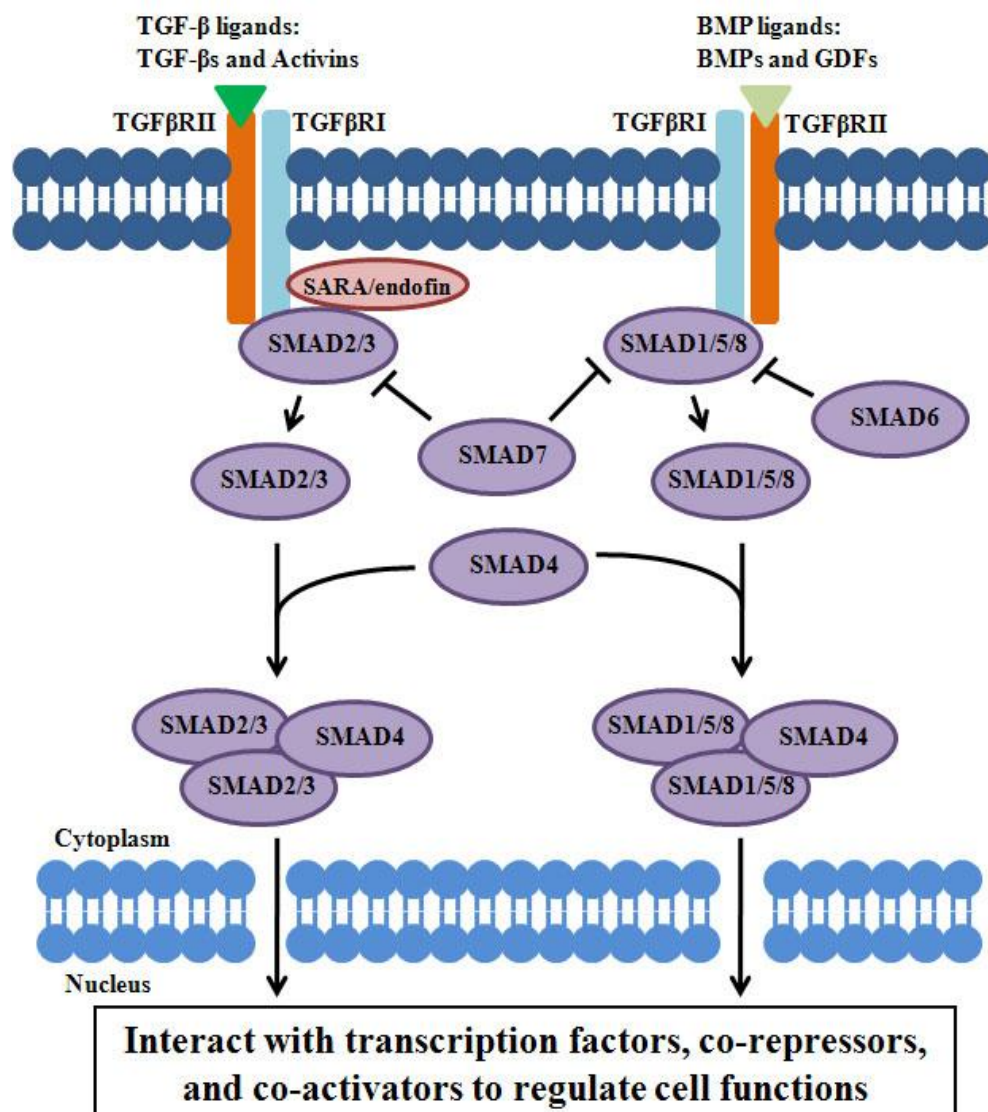 TGF-β ligands:
TGF-βs and Activins
BMP ligands:
BMPs and GDFs
TGFβRII
TGFβRI
TGFβRI
TGFβRII
SARA/endofin
SMAD2/3
SMAD1/5/8
SMAD6
SMAD7
SMAD2/3
SMAD1/5/8
SMAD4
SMAD2/3
SMAD4
SMAD2/3
SMAD1/5/8
SMAD4
SMAD1/5/8
Cytoplasm
Nucleus
Interact with transcription factors, co-repressors,
and co-activators to regulate cell functions